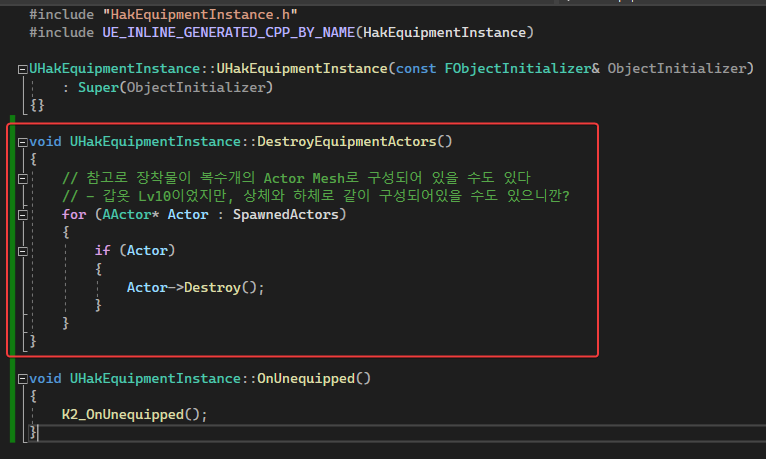 #include "HakEquipmentInstance.h"
#include UE_INLINE_GENERATED_CPP_BY_NAME(HakEquipmentInstance)
UHakEquipmentInstance::UHakEquipmentInstance(const FObjectInitializer& ObjectInitializer)
: Super(ObjectInitializer)
{}
void UHakEquipmentInstance::DestroyEquipmentActors()
{
// 참고로 장착물이 복수개의 Actor Mesh로 구성되어 있을 수도 있다
// - 갑옷 Lv10이었지만, 상체와 하체로 같이 구성되어있을 수도 있으니깐?
for (AActor* Actor : SpawnedActors)
{
if (Actor)
{
Actor->Destroy();
}
}
}
void UHakEquipmentInstance::OnUnequipped()
{
K2_OnUnequipped();
}